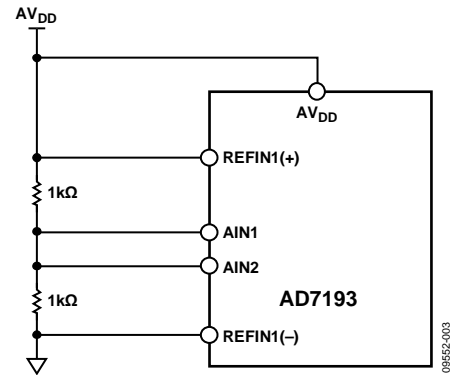 AVDD
AVDD
REFIN1(+)
1kΩ
AIN1
AIN2
1kΩ
AD7193
REFIN1(–)
09552-003